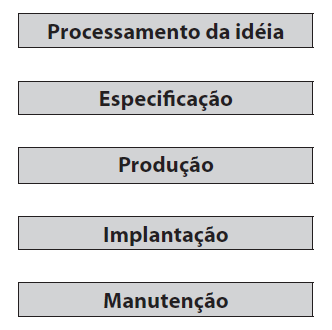 Processamento da idéia
Especificação
Produção
Implantação
Manutenção